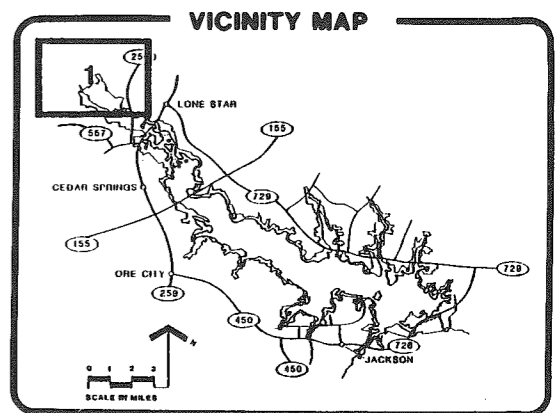 VICINITY MAP
1
LONE STAR
155
557
CEDAR SPRINGS
729
155
ORE CITY
259
729
450
726
JACKSON
450
N
0 1 2 3
SCALE IN MILES